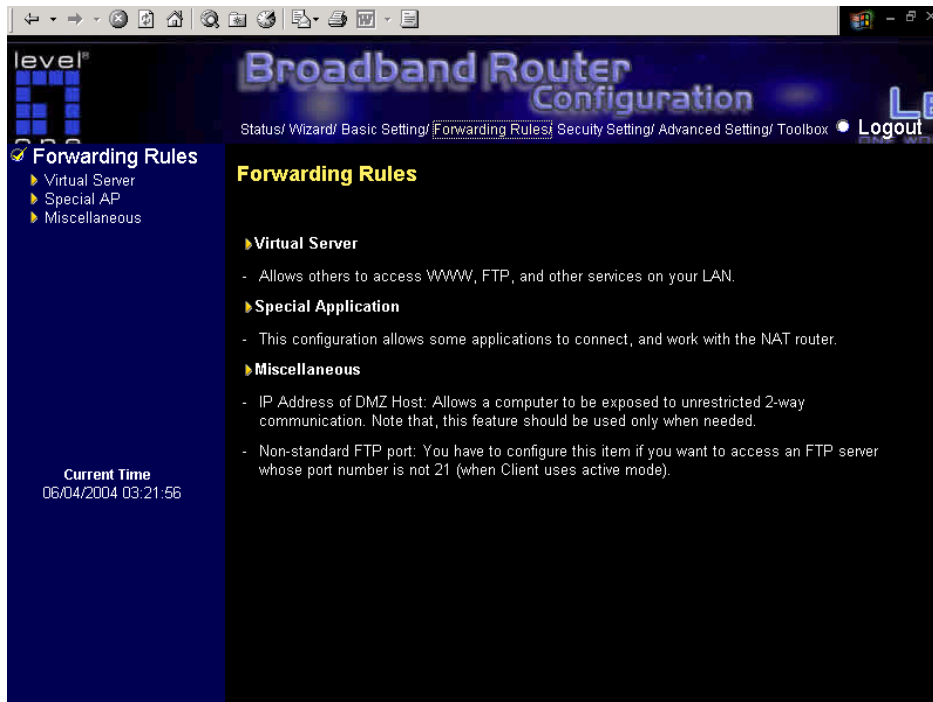 level®
one
Broadband Router
Configuration
Status/ Wizard/ Basic Setting/ Forwarding Rules/ Secuity Setting/ Advanced Setting/ Toolbox Logout
Forwarding Rules
Virtual Server
Special AP
Miscellaneous
Current Time
06/04/2004 03:21:56
Forwarding Rules
Virtual Server
- Allows others to access WWW, FTP, and other services on your LAN.
Special Application
- This configuration allows some applications to connect, and work with the NAT router.
Miscellaneous
- IP Address of DMZ Host: Allows a computer to be exposed to unrestricted 2-way
communication. Note that, this feature should be used only when needed.
- Non-standard FTP port: You have to configure this item if you want to access an FTP server
whose port number is not 21 (when Client uses active mode).